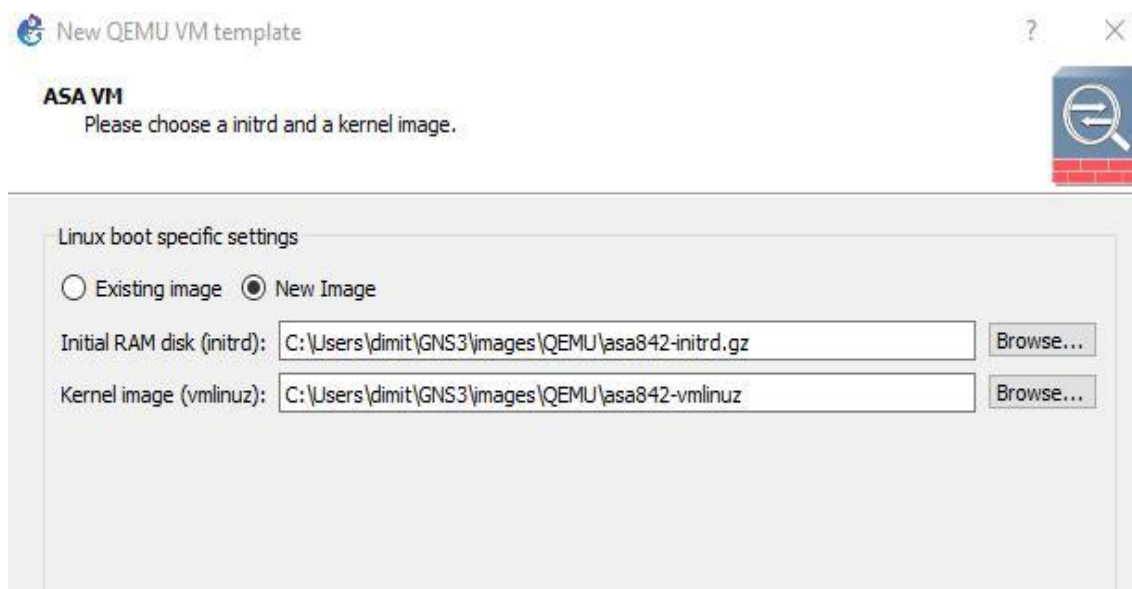 New QEMU VM template
ASA VM
Please choose a initrd and a kernel image.
Linux boot specific settings
Existing image New Image
Initial RAM disk (initrd): C:\Users\dimit\GNS3\images\QEMU\asa842-initrd.gz Browse...
Kernel image (vmlinuz): C:\Users\dimit\GNS3\images\QEMU\asa842-vmlinuz Browse...